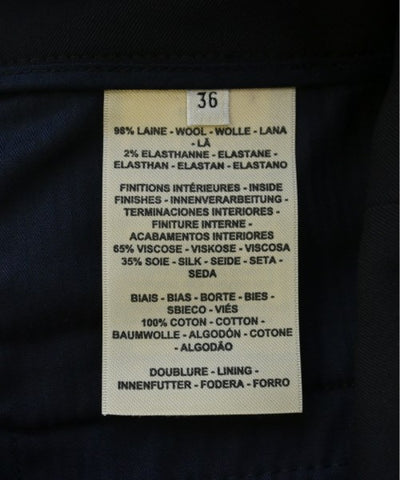 36
98% LAINE - WOOL - WOLLE - LANA
- LÃ
2% ELASTHANNE - ELASTANE -
ELASTHAN - ELASTAN - ELASTANO
FINITIONS INTÉRIEURES - INSIDE
FINISHES - INNENVERARBEITUNG -
TERMINACIONES INTERIORES -
FINITURE INTERNE -
ACABAMENTOS INTERIORES
65% VISCOSE - VISKOSE - VISCOSA
35% SOIE - SILK - SEIDE - SETA -
SEDA
BIAIS - BIAS - BORTE - BIES -
SBIECO - VIÉS
100% COTON - COTTON -
BAUMWOLLE - ALGODÓN - COTONE
- ALGODÃO
DOUBLURE - LINING -
INNENFUTTER - FODERA - FORRO